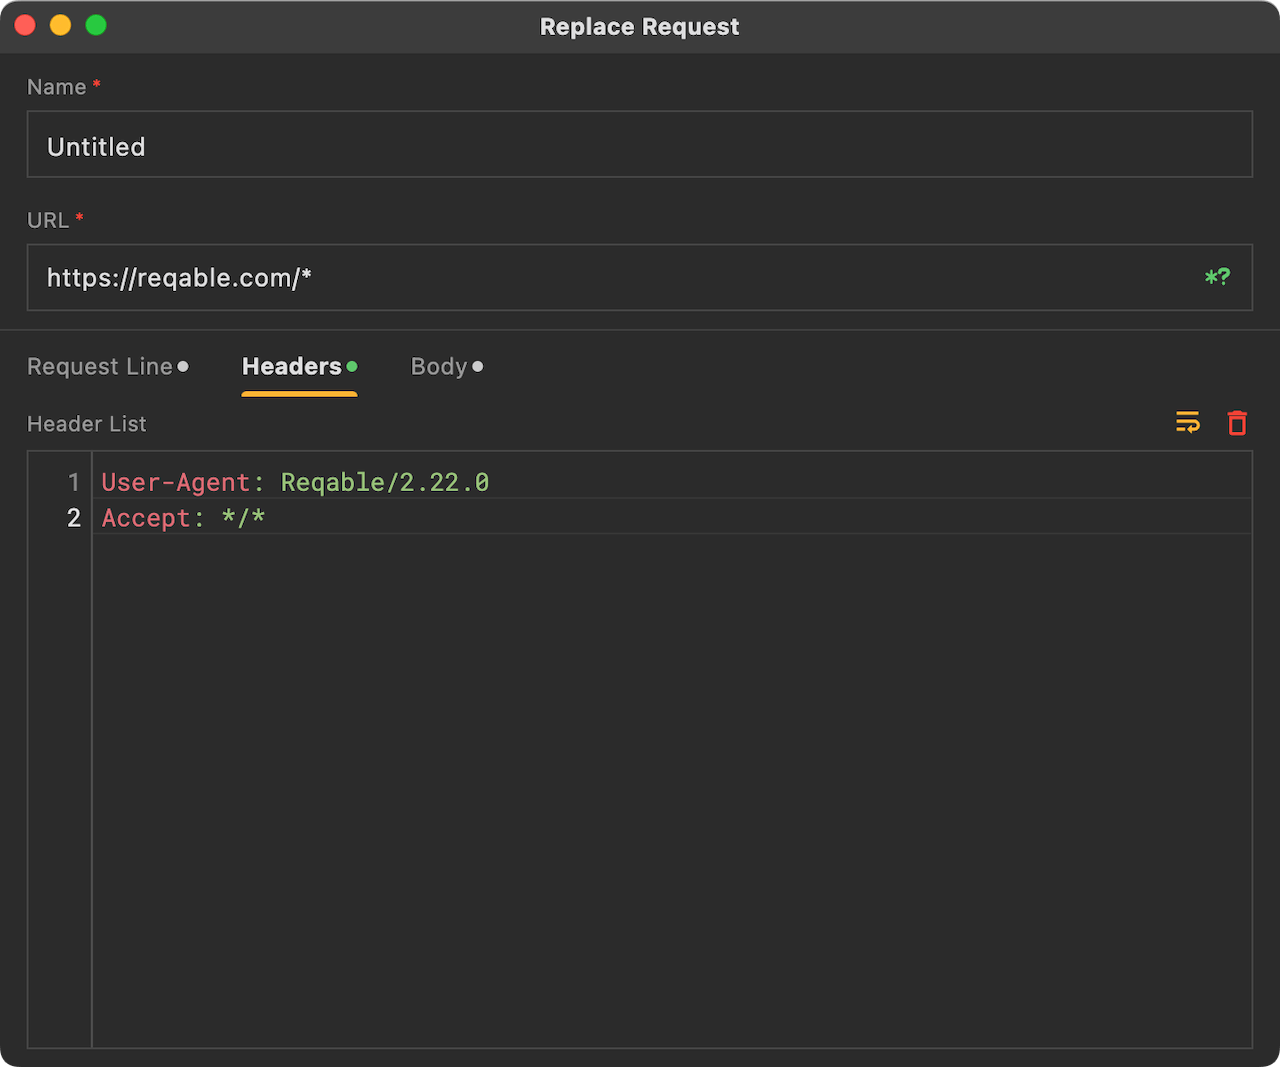 Replace Request
Name *
Untitled
URL *
https://reqable.com/*
*?
Request Line Headers Body
Header List
1 User-Agent: Reqable/2.22.0
2 Accept: */*